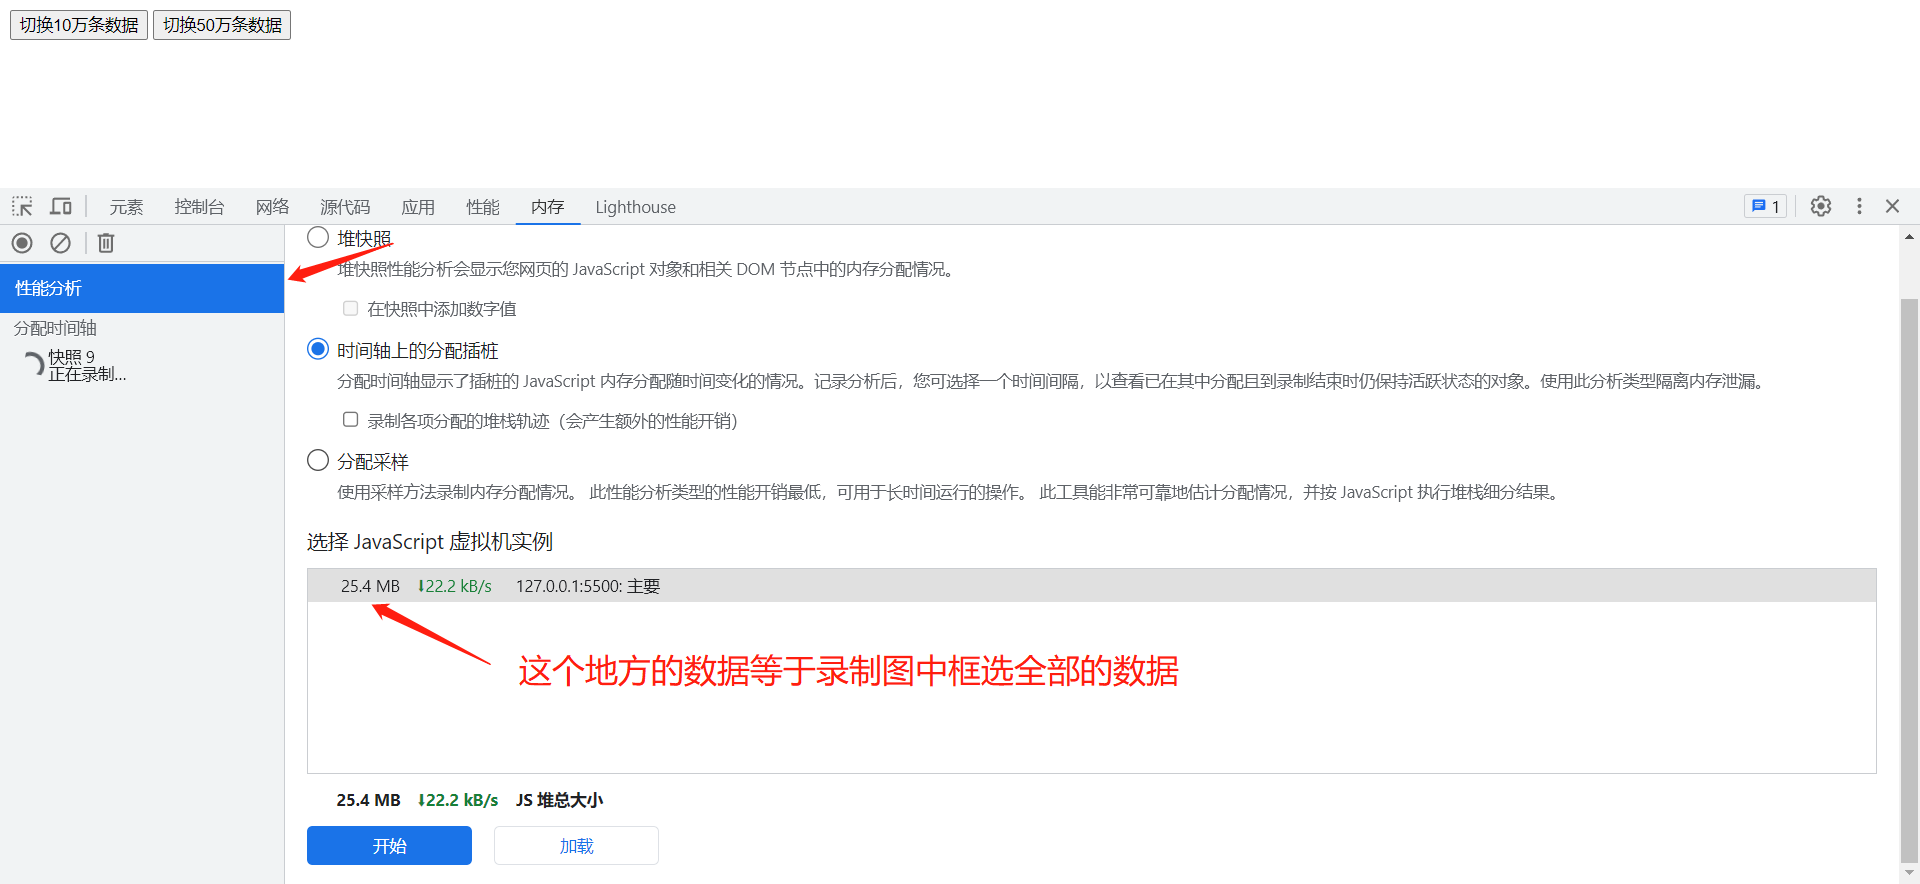 切换10万条数据 切换50万条数据
元素 控制台 网络 源代码 应用 性能 内存 Lighthouse 1
性能分析
分配时间轴
快照 9
正在录制...
堆快照
堆快照性能分析会显示您网页的 JavaScript 对象和相关 DOM 节点中的内存分配情况。
在快照中添加数字值
时间轴上的分配插桩
分配时间轴显示了插桩的 JavaScript 内存分配随时间变化的情况。记录分析后，您可选择一个时间间隔，以查看已在其中分配且到录制结束时仍保持活跃状态的对象。使用此分析类型隔离内存泄漏。
录制各项分配的堆栈轨迹（会产生额外的性能开销）
分配采样
使用采样方法录制内存分配情况。 此性能分析类型的性能开销最低，可用于长时间运行的操作。 此工具能非常可靠地估计分配情况，并按 JavaScript 执行堆栈细分结果。
选择 JavaScript 虚拟机实例
25.4 MB ⬇22.2 kB/s 127.0.0.1:5500: 主要
这个地方的数据等于录制图中框选全部的数据
25.4 MB ⬇22.2 kB/s JS 堆总大小
开始 加载